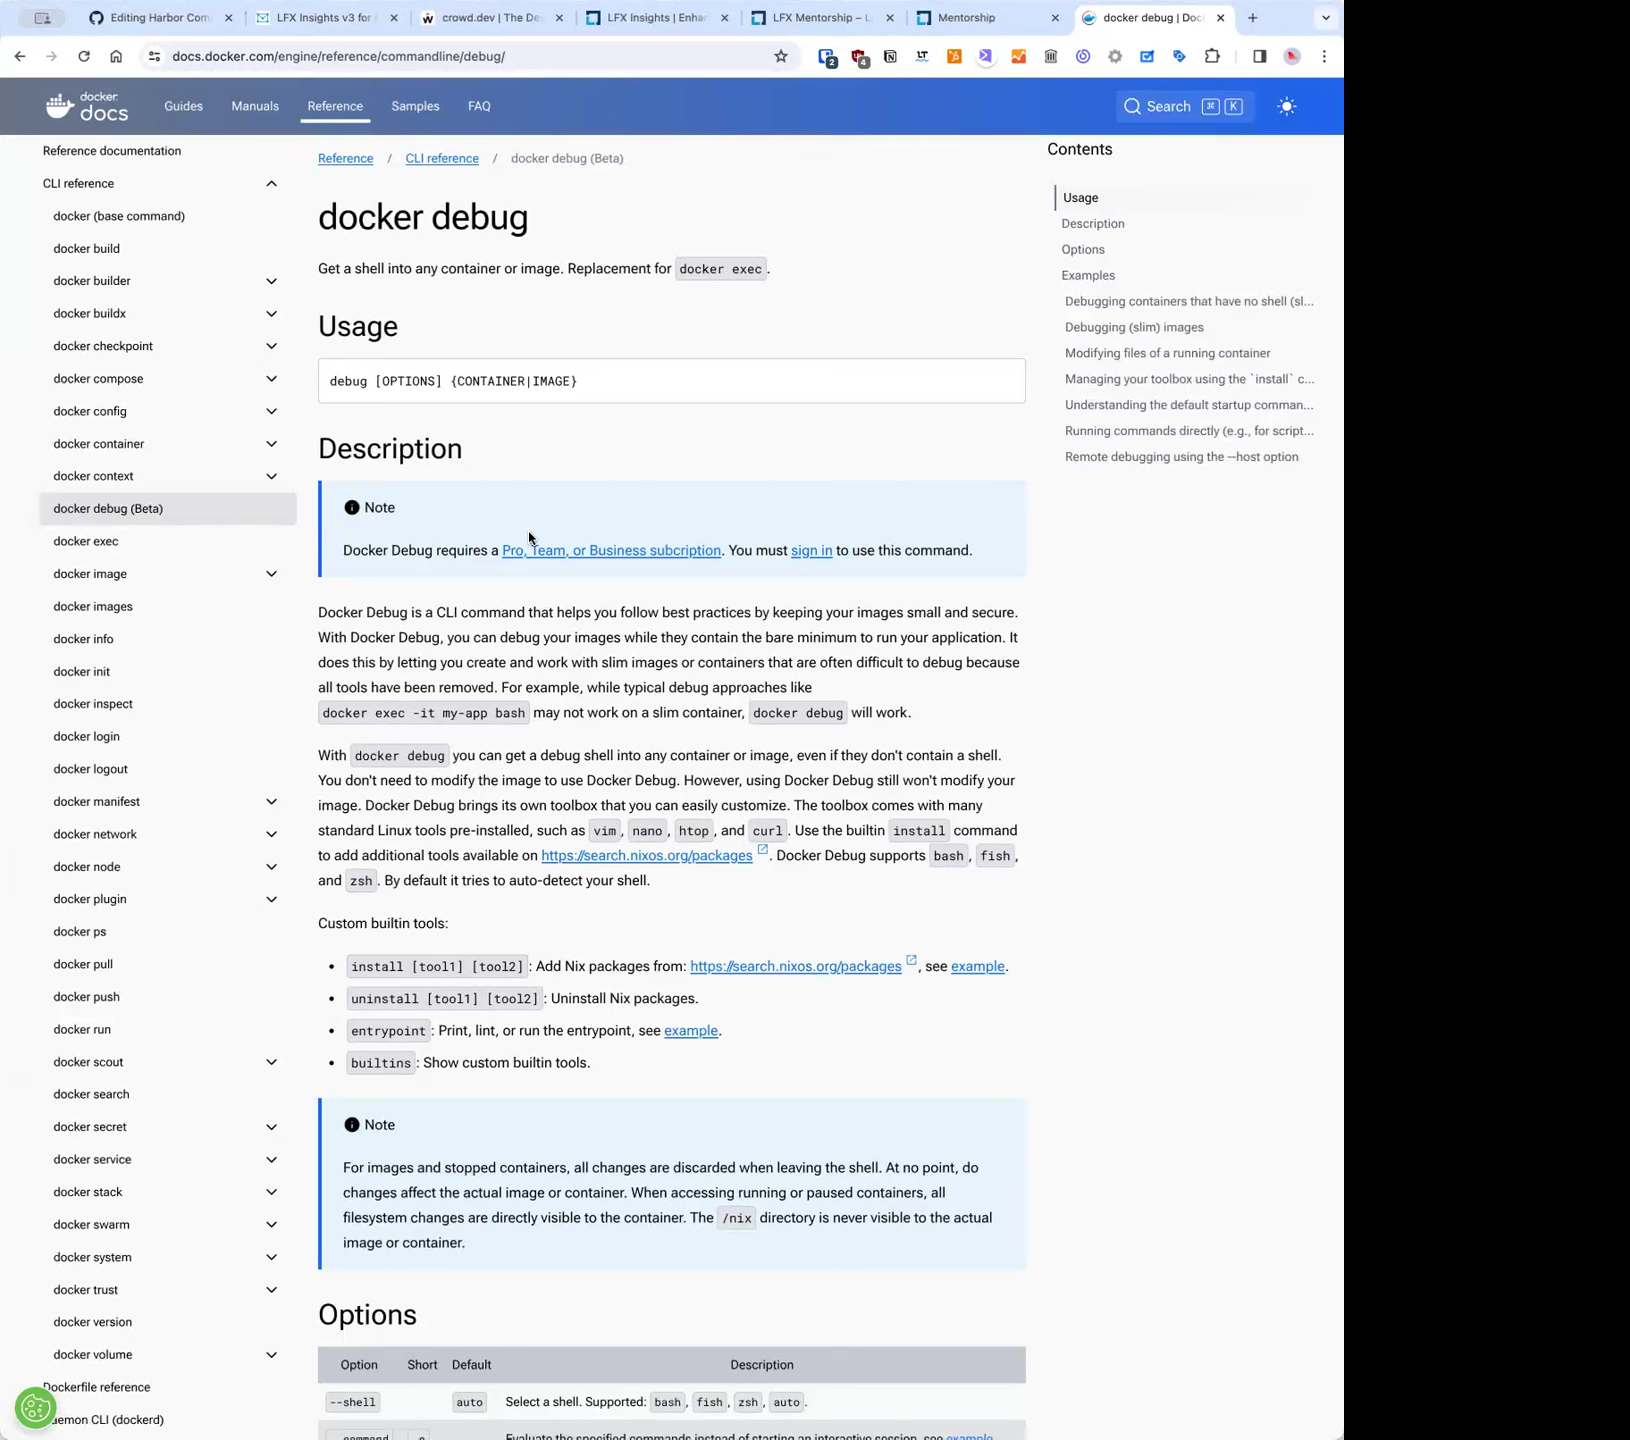 Editing Harbor Com
LFX Insights v3 for
crowd.dev | The De
LFX Insights | Enha
LFX Mentorship – L
Mentorship
docker debug | Doc
docs.docker.com/engine/reference/commandline/debug/
2
4
docker
docs
Guides
Manuals
Reference
Samples
FAQ
Search ⌘ K
Reference documentation
CLI reference
docker (base command)
docker build
docker builder
docker buildx
docker checkpoint
docker compose
docker config
docker container
docker context
docker debug (Beta)
docker exec
docker image
docker images
docker info
docker init
docker inspect
docker login
docker logout
docker manifest
docker network
docker node
docker plugin
docker ps
docker pull
docker push
docker run
docker scout
docker search
docker secret
docker service
docker stack
docker swarm
docker system
docker trust
docker version
docker volume
Dockerfile reference
aemon CLI (dockerd)
Reference / CLI reference / docker debug (Beta)
docker debug
Get a shell into any container or image. Replacement for docker exec.
Usage
debug [OPTIONS] {CONTAINER|IMAGE}
Description
Note
Docker Debug requires a Pro, Team, or Business subcription. You must sign in to use this command.
Docker Debug is a CLI command that helps you follow best practices by keeping your images small and secure.
With Docker Debug, you can debug your images while they contain the bare minimum to run your application. It
does this by letting you create and work with slim images or containers that are often difficult to debug because
all tools have been removed. For example, while typical debug approaches like
docker exec -it my-app bash may not work on a slim container, docker debug will work.
With docker debug you can get a debug shell into any container or image, even if they don't contain a shell.
You don't need to modify the image to use Docker Debug. However, using Docker Debug still won't modify your
image. Docker Debug brings its own toolbox that you can easily customize. The toolbox comes with many
standard Linux tools pre-installed, such as vim, nano, htop, and curl. Use the builtin install command
to add additional tools available on https://search.nixos.org/packages. Docker Debug supports bash, fish,
and zsh. By default it tries to auto-detect your shell.
Custom builtin tools:
• install [tool1] [tool2]: Add Nix packages from: https://search.nixos.org/packages, see example.
• uninstall [tool1] [tool2]: Uninstall Nix packages.
• entrypoint: Print, lint, or run the entrypoint, see example.
• builtins: Show custom builtin tools.
Note
For images and stopped containers, all changes are discarded when leaving the shell. At no point, do
changes affect the actual image or container. When accessing running or paused containers, all
filesystem changes are directly visible to the container. The /nix directory is never visible to the actual
image or container.
Options
Option Short Default Description
--shell auto Select a shell. Supported: bash, fish, zsh, auto.
Evaluate the specified commands instead of starting an interactive session, see example
Contents
Usage
Description
Options
Examples
Debugging containers that have no shell (sl...
Debugging (slim) images
Modifying files of a running container
Managing your toolbox using the `install` c...
Understanding the default startup comman...
Running commands directly (e.g., for script...
Remote debugging using the --host option